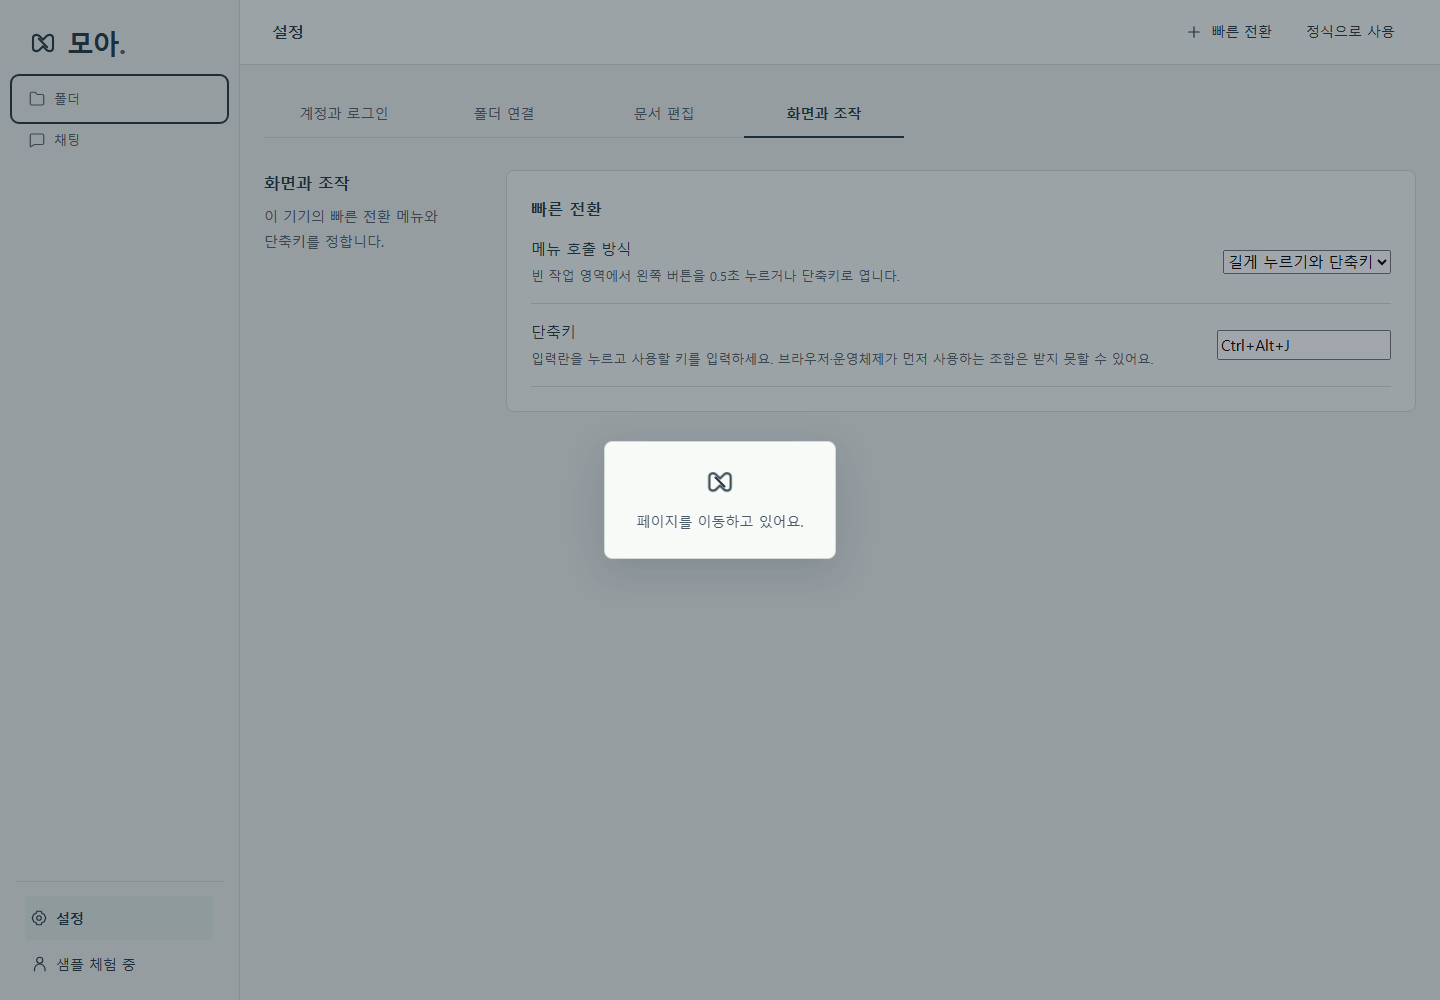 모아.
폴더
채팅
설정
샘플 체험 중
설정
빠른 전환
정식으로 사용
계정과 로그인
폴더 연결
문서 편집
화면과 조작
화면과 조작
이 기기의 빠른 전환 메뉴와
단축키를 정합니다.
빠른 전환
메뉴 호출 방식
빈 작업 영역에서 왼쪽 버튼을 0.5초 누르거나 단축키로 엽니다.
길게 누르기와 단축키
단축키
입력란을 누르고 사용할 키를 입력하세요. 브라우저·운영체제가 먼저 사용하는 조합은 받지 못할 수 있어요.
Ctrl+Alt+J
페이지를 이동하고 있어요.